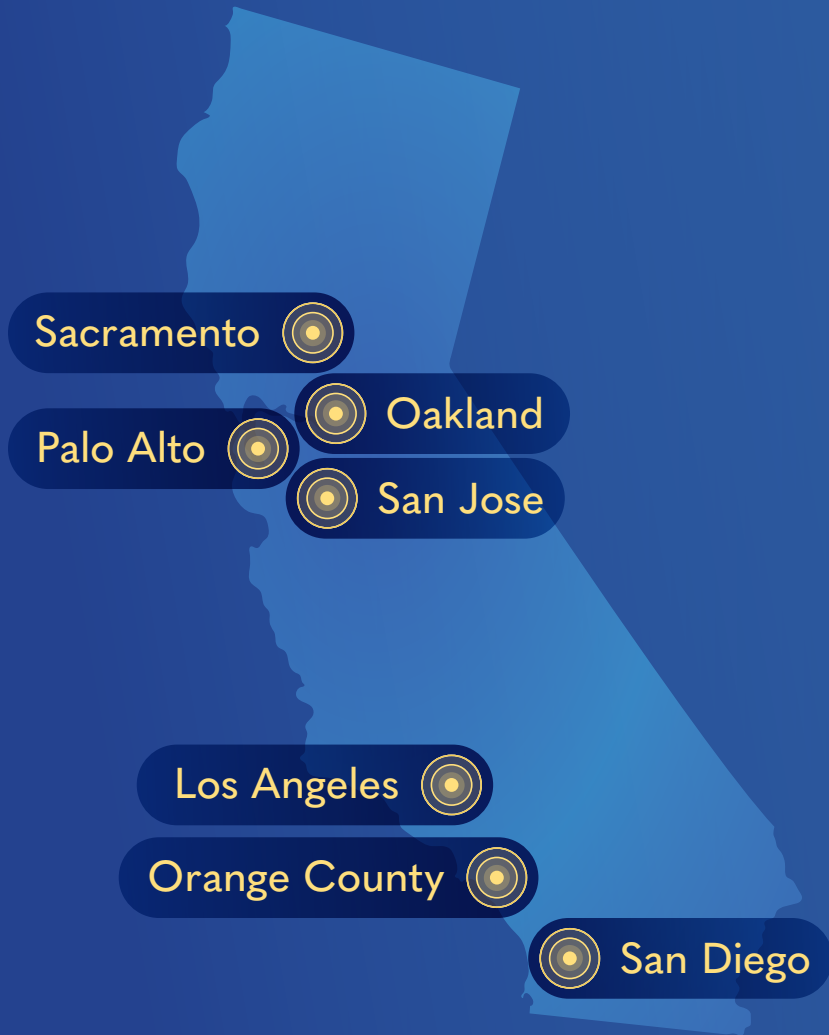 Sacramento
Oakland
Palo Alto
San Jose
Los Angeles
Orange County
San Diego